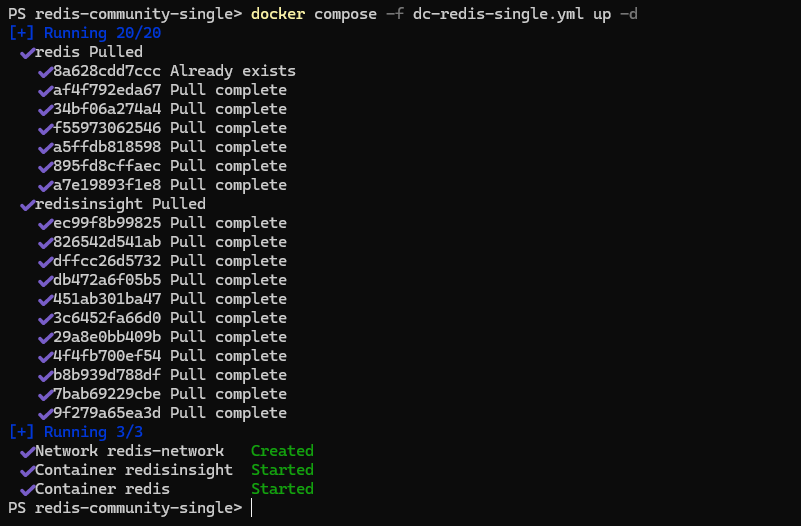 PS redis-community-single> docker compose -f dc-redis-single.yml up -d
[+] Running 20/20
✔redis Pulled
✔8a628cdd7ccc Already exists
✔af4f792eda67 Pull complete
✔34bf06a274a4 Pull complete
✔f55973062546 Pull complete
✔a5ffdb818598 Pull complete
✔895fd8cffaec Pull complete
✔a7e19893f1e8 Pull complete
✔redisinsight Pulled
✔ec99f8b99825 Pull complete
✔826542d541ab Pull complete
✔dffcc26d5732 Pull complete
✔db472a6f05b5 Pull complete
✔451ab301ba47 Pull complete
✔3c6452fa66d0 Pull complete
✔29a8e0bb409b Pull complete
✔4f4fb700ef54 Pull complete
✔b8b939d788df Pull complete
✔7bab69229cbe Pull complete
✔9f279a65ea3d Pull complete
[+] Running 3/3
✔Network redis-network Created
✔Container redisinsight Started
✔Container redis Started
PS redis-community-single>